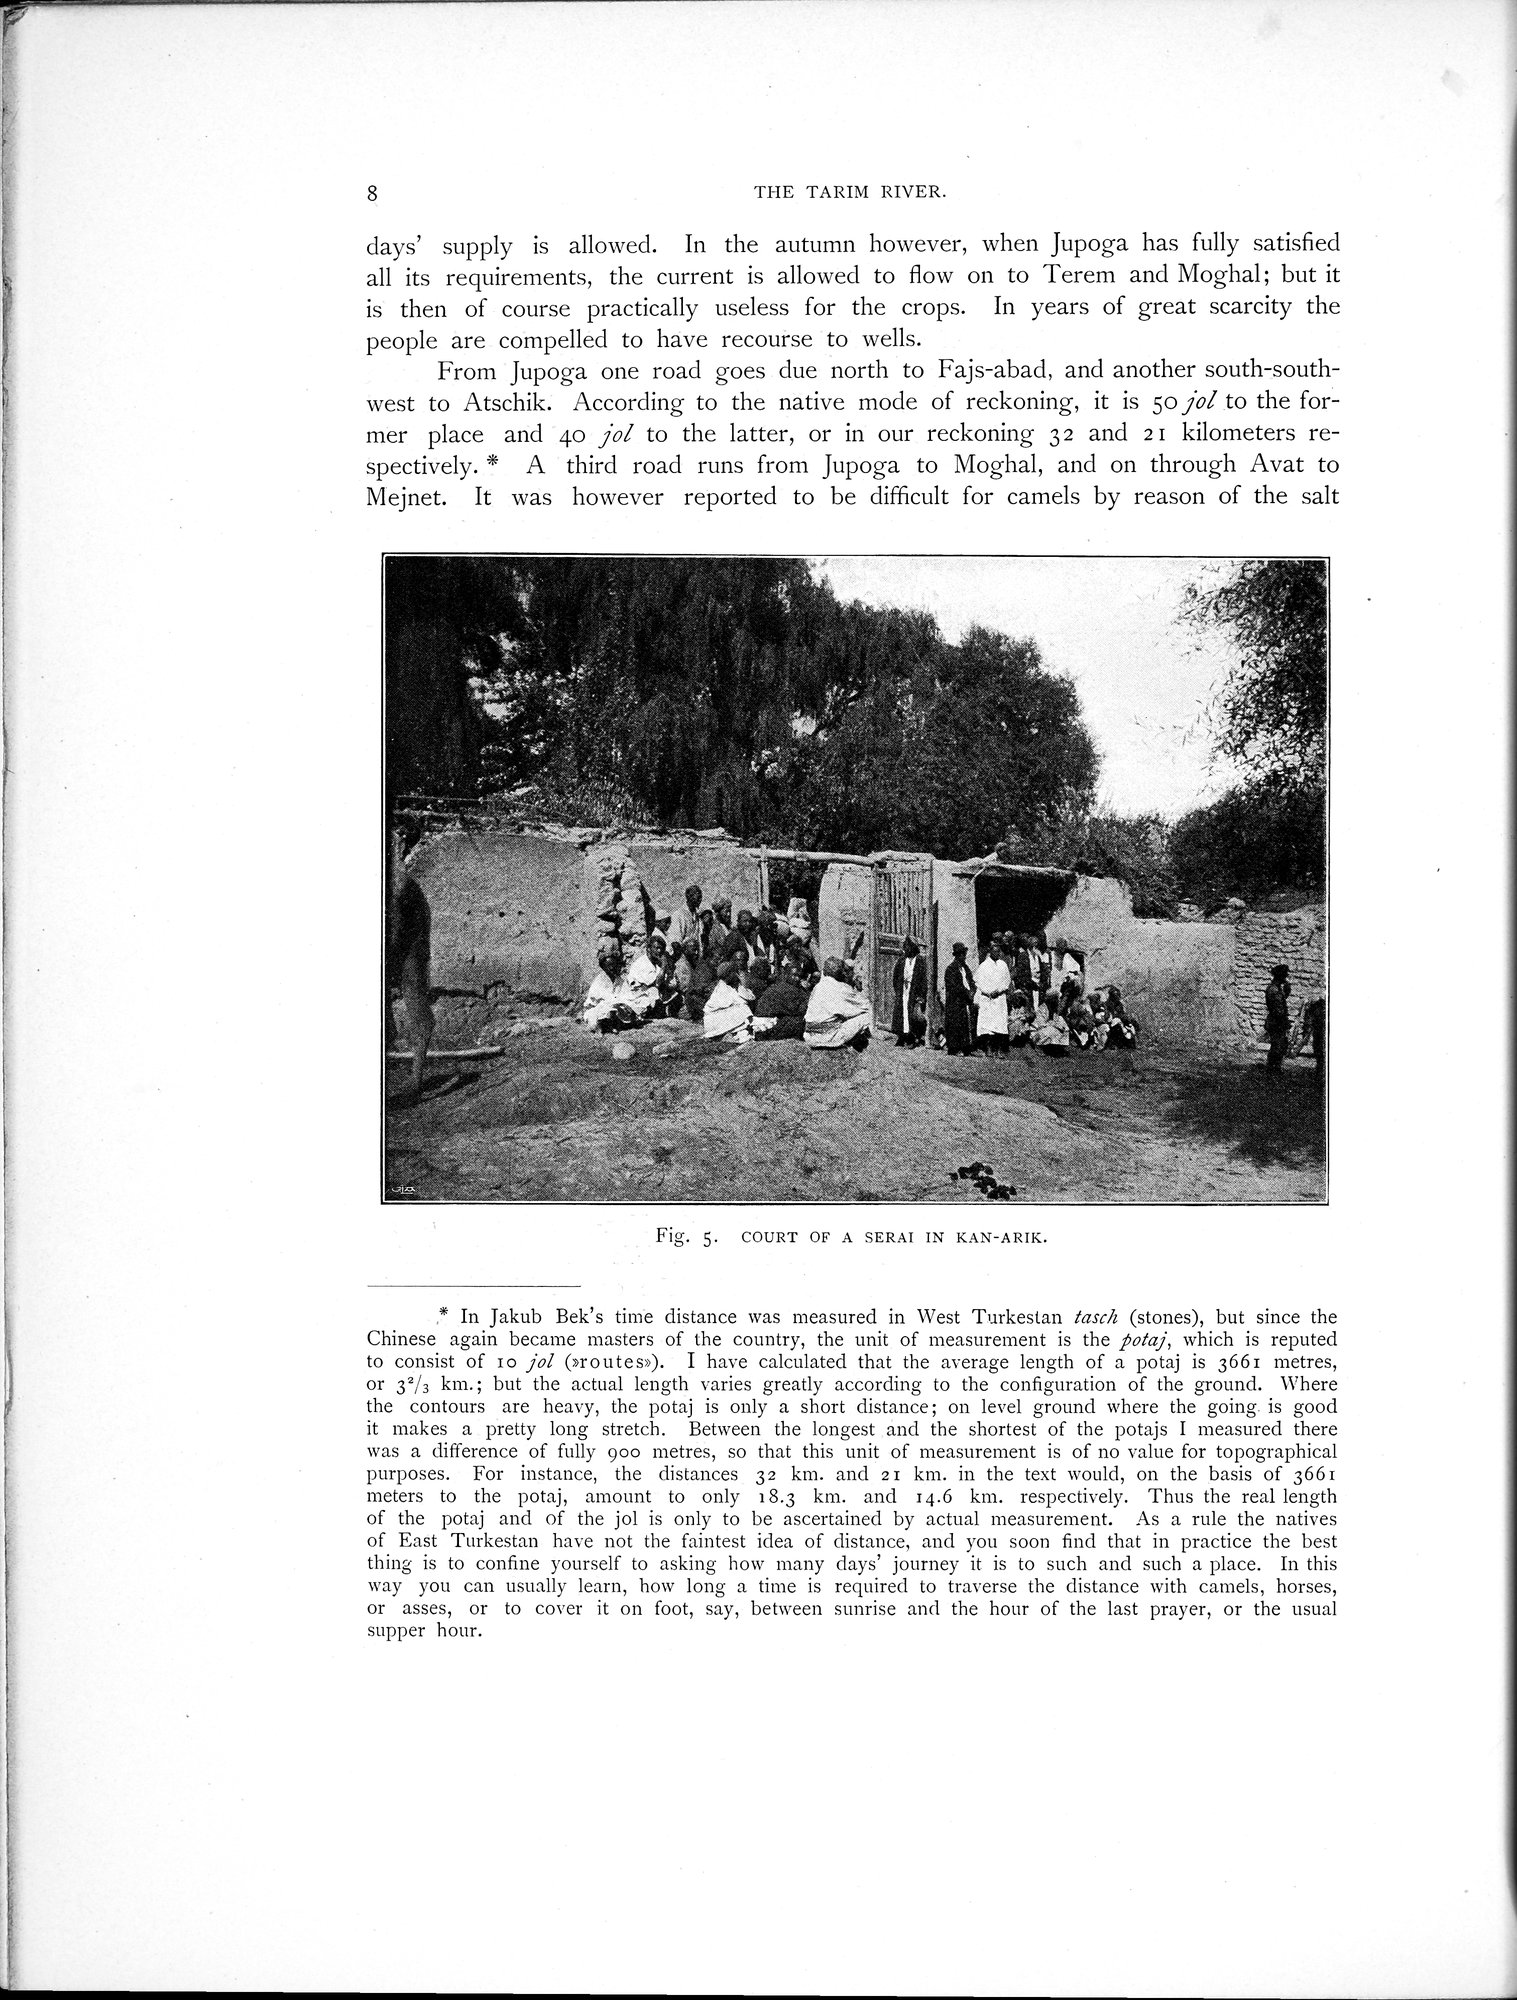 8
THE TARIM RIVER.
days' supply is allowed. In the autumn however, when Jupoga has fully satisfied
all its requirements, the current is allowed to flow on to Terem and Moghal; but it
is then of course practically useless for the crops. In years of great scarcity the
people are compelled to have recourse to wells.
From Jupoga one road goes due north to Fajs-abad, and another south-south-
west to Atschik. According to the native mode of reckoning, it is 50 jol to the for-
mer place and 40 jol to the latter, or in our reckoning 32 and 21 kilometers re-
spectively. * A third road runs from Jupoga to Moghal, and on through Avat to
Mejnet. It was however reported to be difficult for camels by reason of the salt
Fig. 5. COURT OF A SERAI IN KAN-ARIK.
* In Jakub Bek's time distance was measured in West Turkestan tasch (stones), but since the
Chinese again became masters of the country, the unit of measurement is the potaj, which is reputed
to consist of 10 jol (»routes»). I have calculated that the average length of a potaj is 3661 metres,
or 3²/₃ km.; but the actual length varies greatly according to the configuration of the ground. Where
the contours are heavy, the potaj is only a short distance; on level ground where the going is good
it makes a pretty long stretch. Between the longest and the shortest of the potajs I measured there
was a difference of fully 900 metres, so that this unit of measurement is of no value for topographical
purposes. For instance, the distances 32 km. and 21 km. in the text would, on the basis of 3661
meters to the potaj, amount to only 18.3 km. and 14.6 km. respectively. Thus the real length
of the potaj and of the jol is only to be ascertained by actual measurement. As a rule the natives
of East Turkestan have not the faintest idea of distance, and you soon find that in practice the best
thing is to confine yourself to asking how many days' journey it is to such and such a place. In this
way you can usually learn, how long a time is required to traverse the distance with camels, horses,
or asses, or to cover it on foot, say, between sunrise and the hour of the last prayer, or the usual
supper hour.